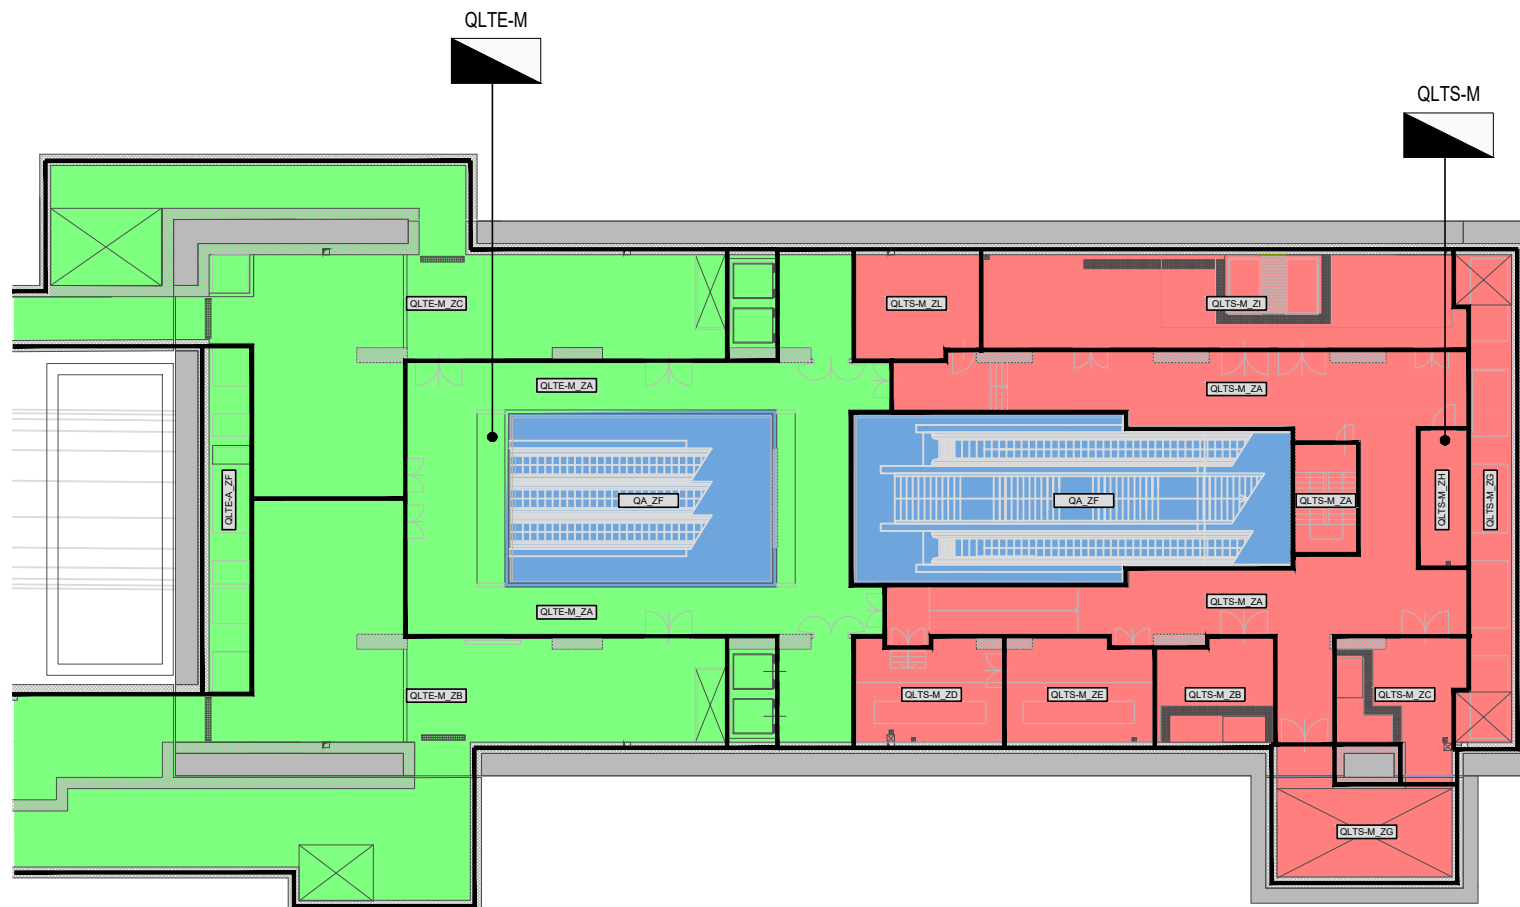 QLTE-M
QLTS-M
QLTE-M_ZC
QLTS-M_ZL
QLTS-M_ZI
QLTE-M_ZA
QLTS-M_ZA
QLTE-A_ZF
QA_ZF
QA_ZF
QLTS-M_ZA
QLTS-M_ZH
QLTS-M_ZG
QLTE-M_ZA
QLTS-M_ZA
QLTE-M_ZB
QLTS-M_ZD
QLTS-M_ZE
QLTS-M_ZB
QLTS-M_ZC
QLTS-M_ZG